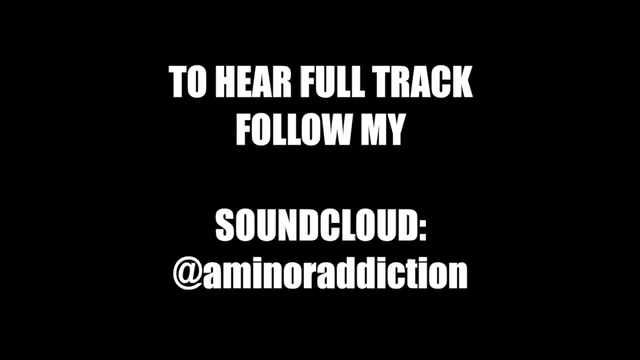 TO HEAR FULL TRACK
FOLLOW MY
SOUNDCLOUD:
@aminoraddiction